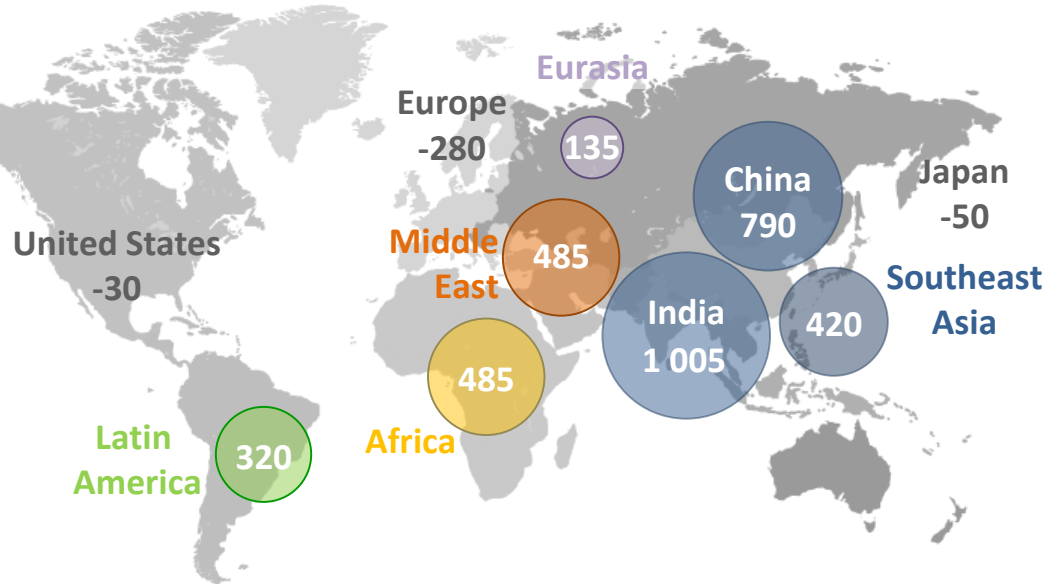 Eurasia
135
Europe
-280
China
790
Japan
-50
United States
-30
Middle
East
485
India
1 005
Southeast
Asia
420
Africa
485
Latin
America
320